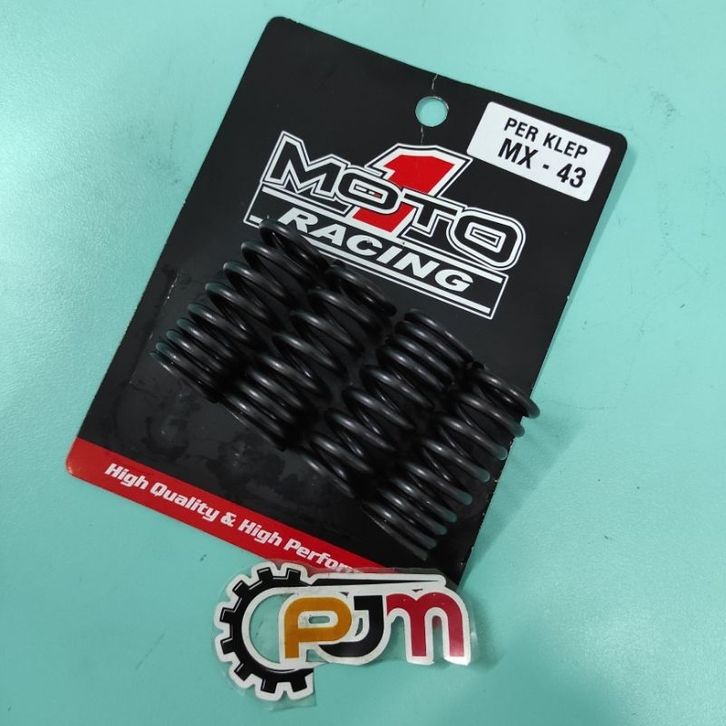 PER KLEP
MX - 43
MOTO 1
RACING
High Quality & High Perfor
PJM